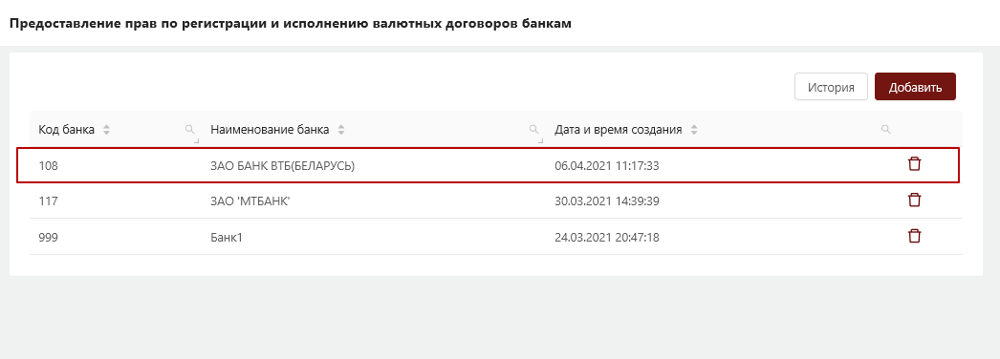 Предоставление прав по регистрации и исполнению валютных договоров банкам
История Добавить
Код банка Наименование банка Дата и время создания
108 ЗАО БАНК ВТБ(БЕЛАРУСЬ) 06.04.2021 11:17:33
117 ЗАО 'МТБАНК' 30.03.2021 14:39:39
999 Банк1 24.03.2021 20:47:18